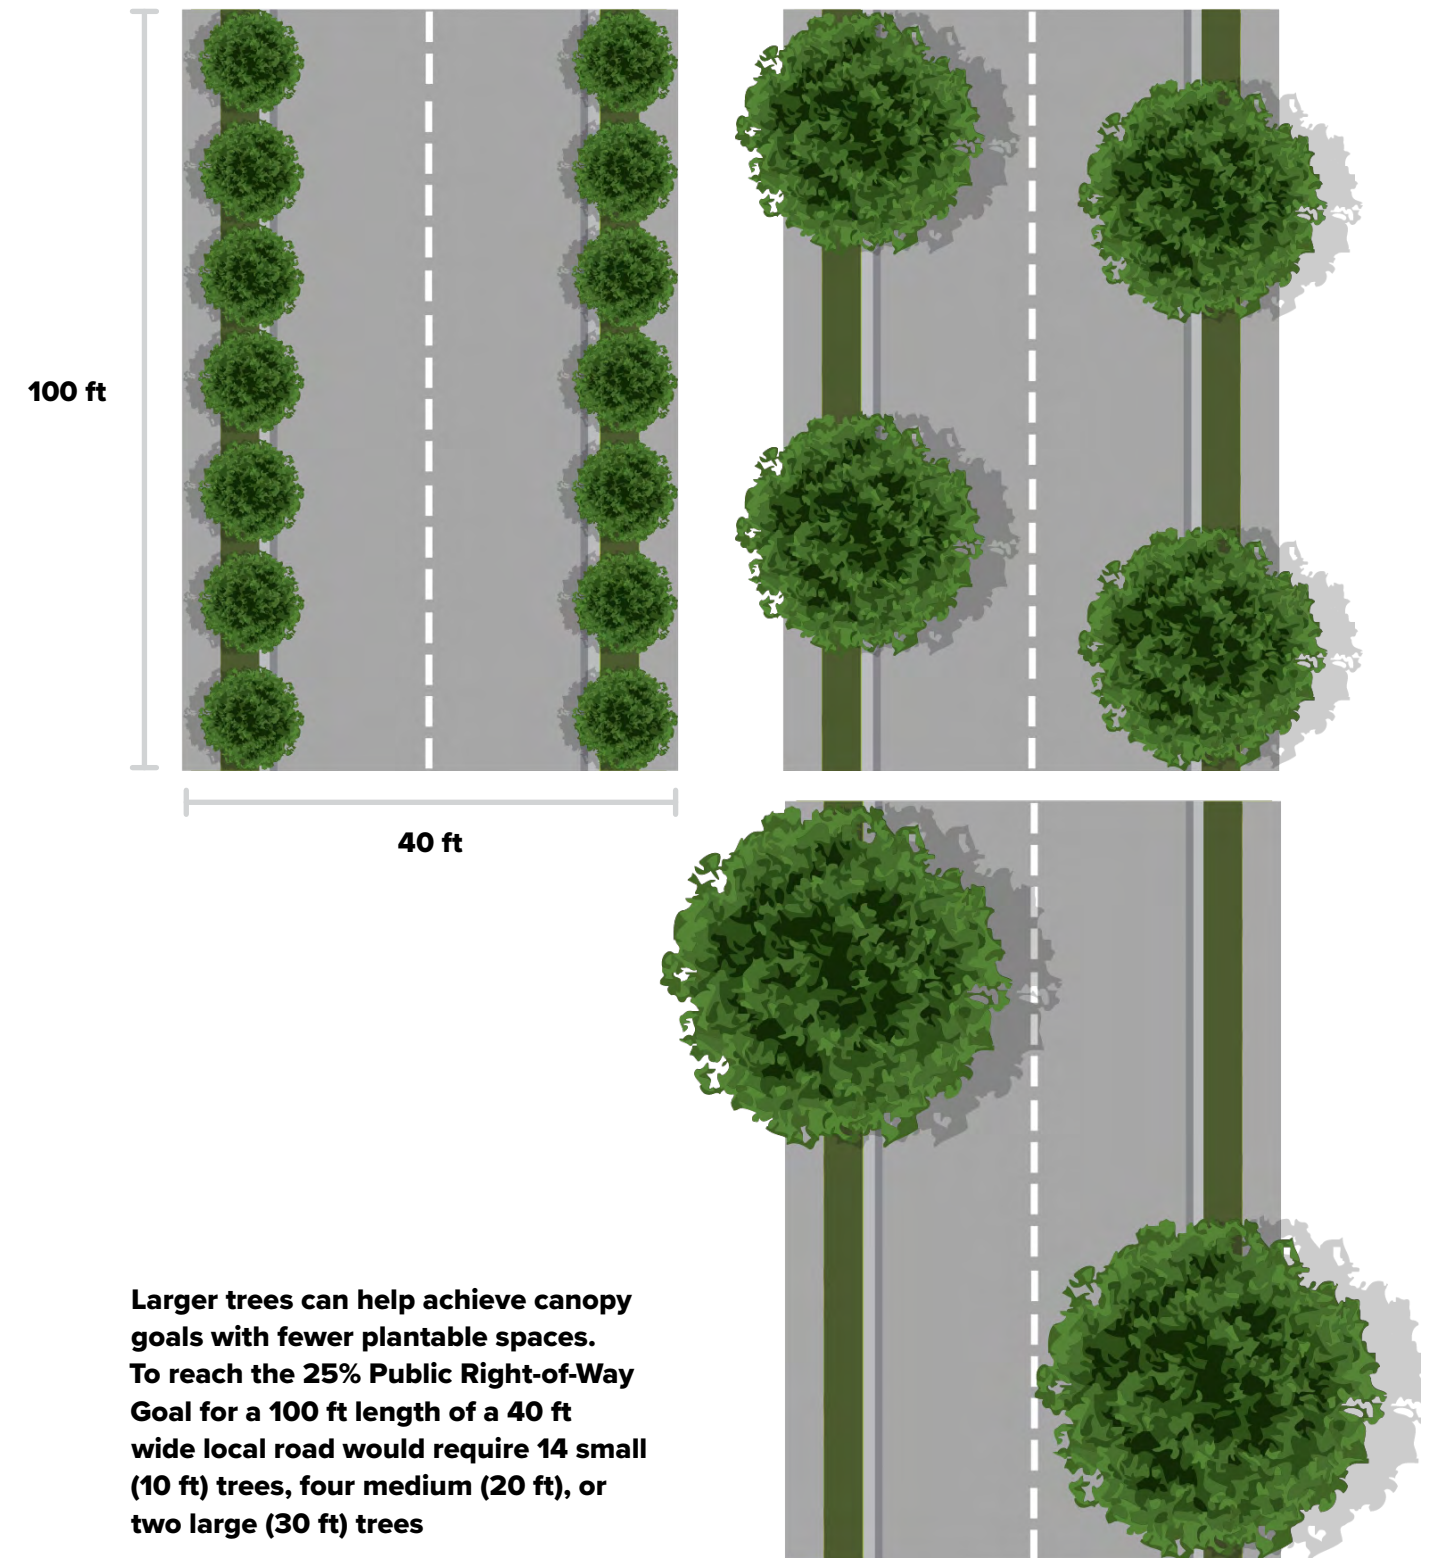 100 ft
40 ft
Larger trees can help achieve canopy
goals with fewer plantable spaces.
To reach the 25% Public Right-of-Way
Goal for a 100 ft length of a 40 ft
wide local road would require 14 small
(10 ft) trees, four medium (20 ft), or
two large (30 ft) trees